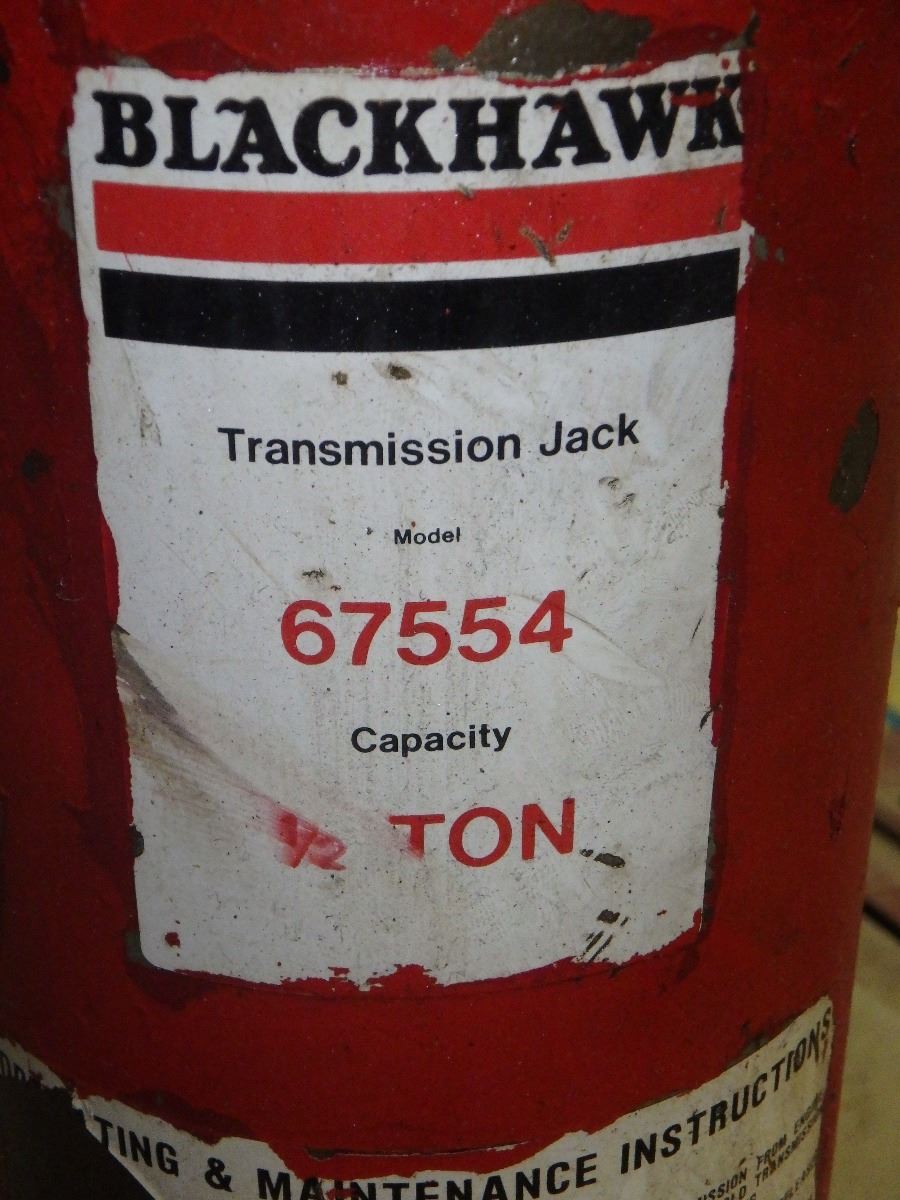 BLACKHAWK
Transmission Jack
Model
67554
Capacity
1/2 TON
TING & MAINTENANCE INSTRUCTIONS